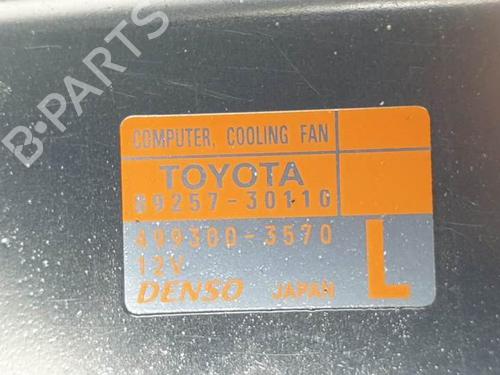 B-PARTS
COMPUTER, COOLING FAN
TOYOTA
89257-30110
499300-3570
12V
DENSO JAPAN L